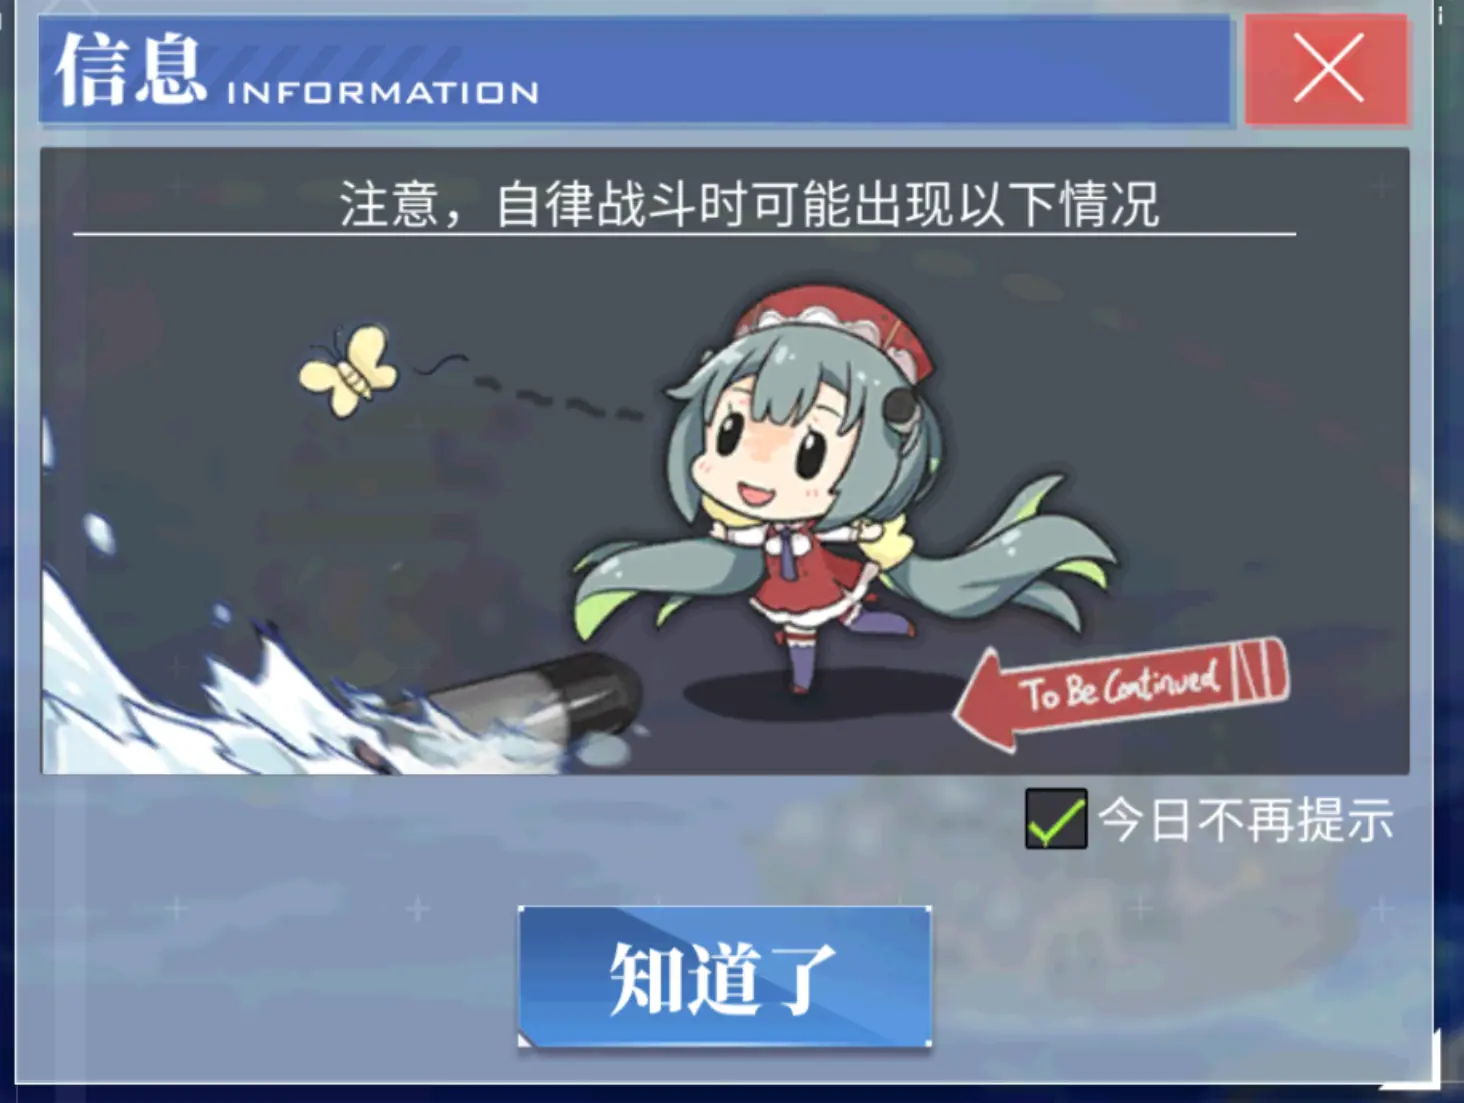 信息 INFORMATION
注意，自律战斗时可能出现以下情况
To Be Continued
今日不再提示
知道了